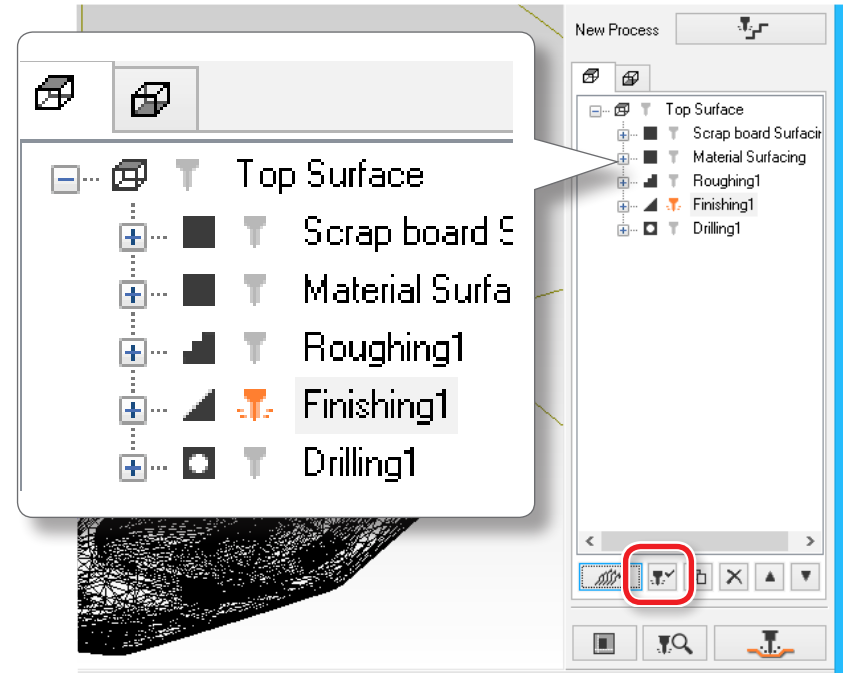 New Process
Top Surface
Scrap board Surfacin
Material Surfacing
Roughing1
Finishing1
Drilling1
Top Surface
Scrap board S
Material Surfa
Roughing1
Finishing1
Drilling1